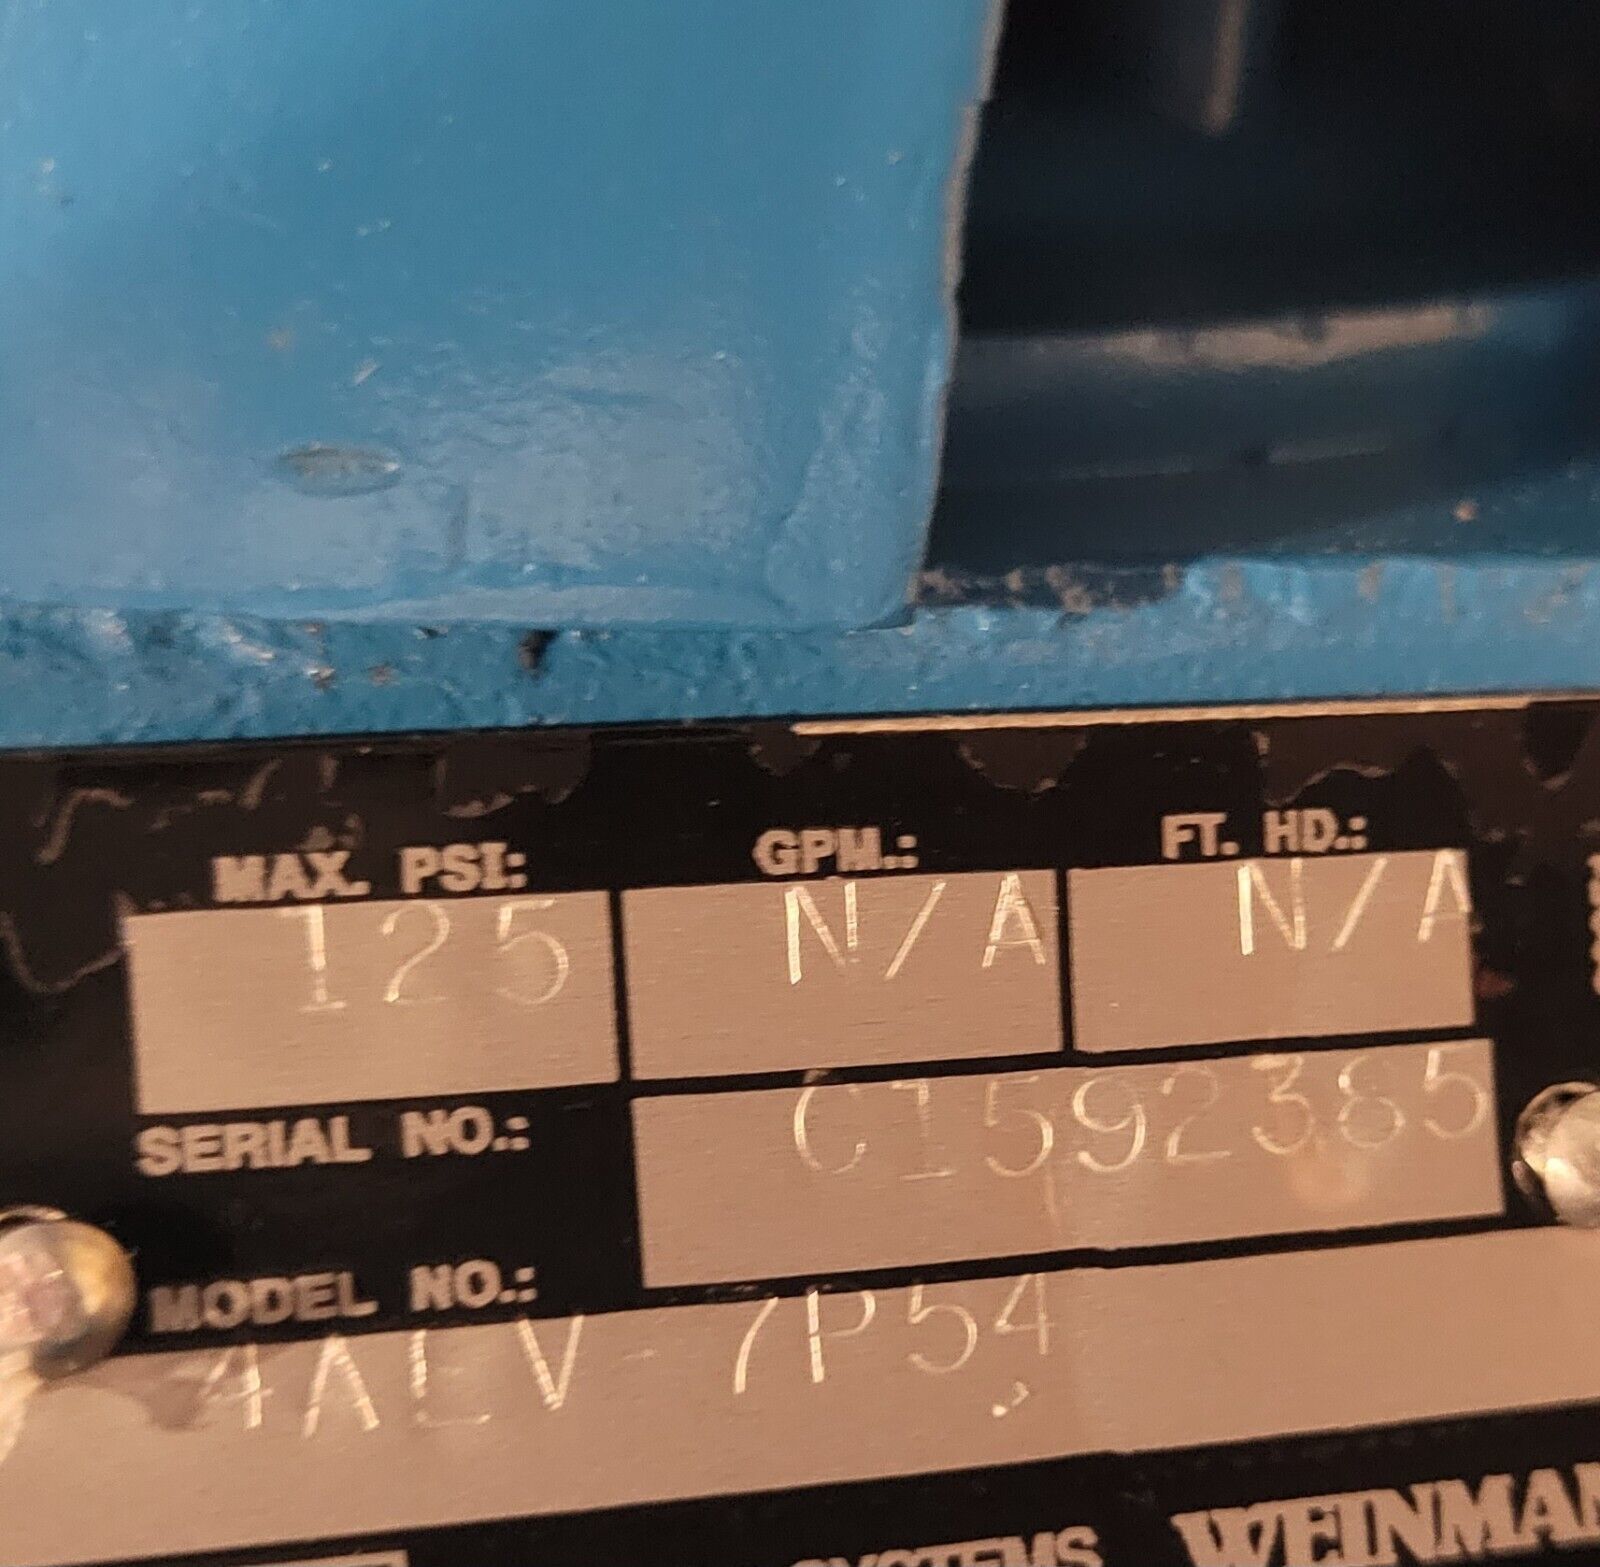 MAX. PSI: GPM.: FT. HD.:
125 N/A N/A
SERIAL NO.: C1592385
MODEL NO.:
4ALV-7P54
SYSTEMS WEINMAN